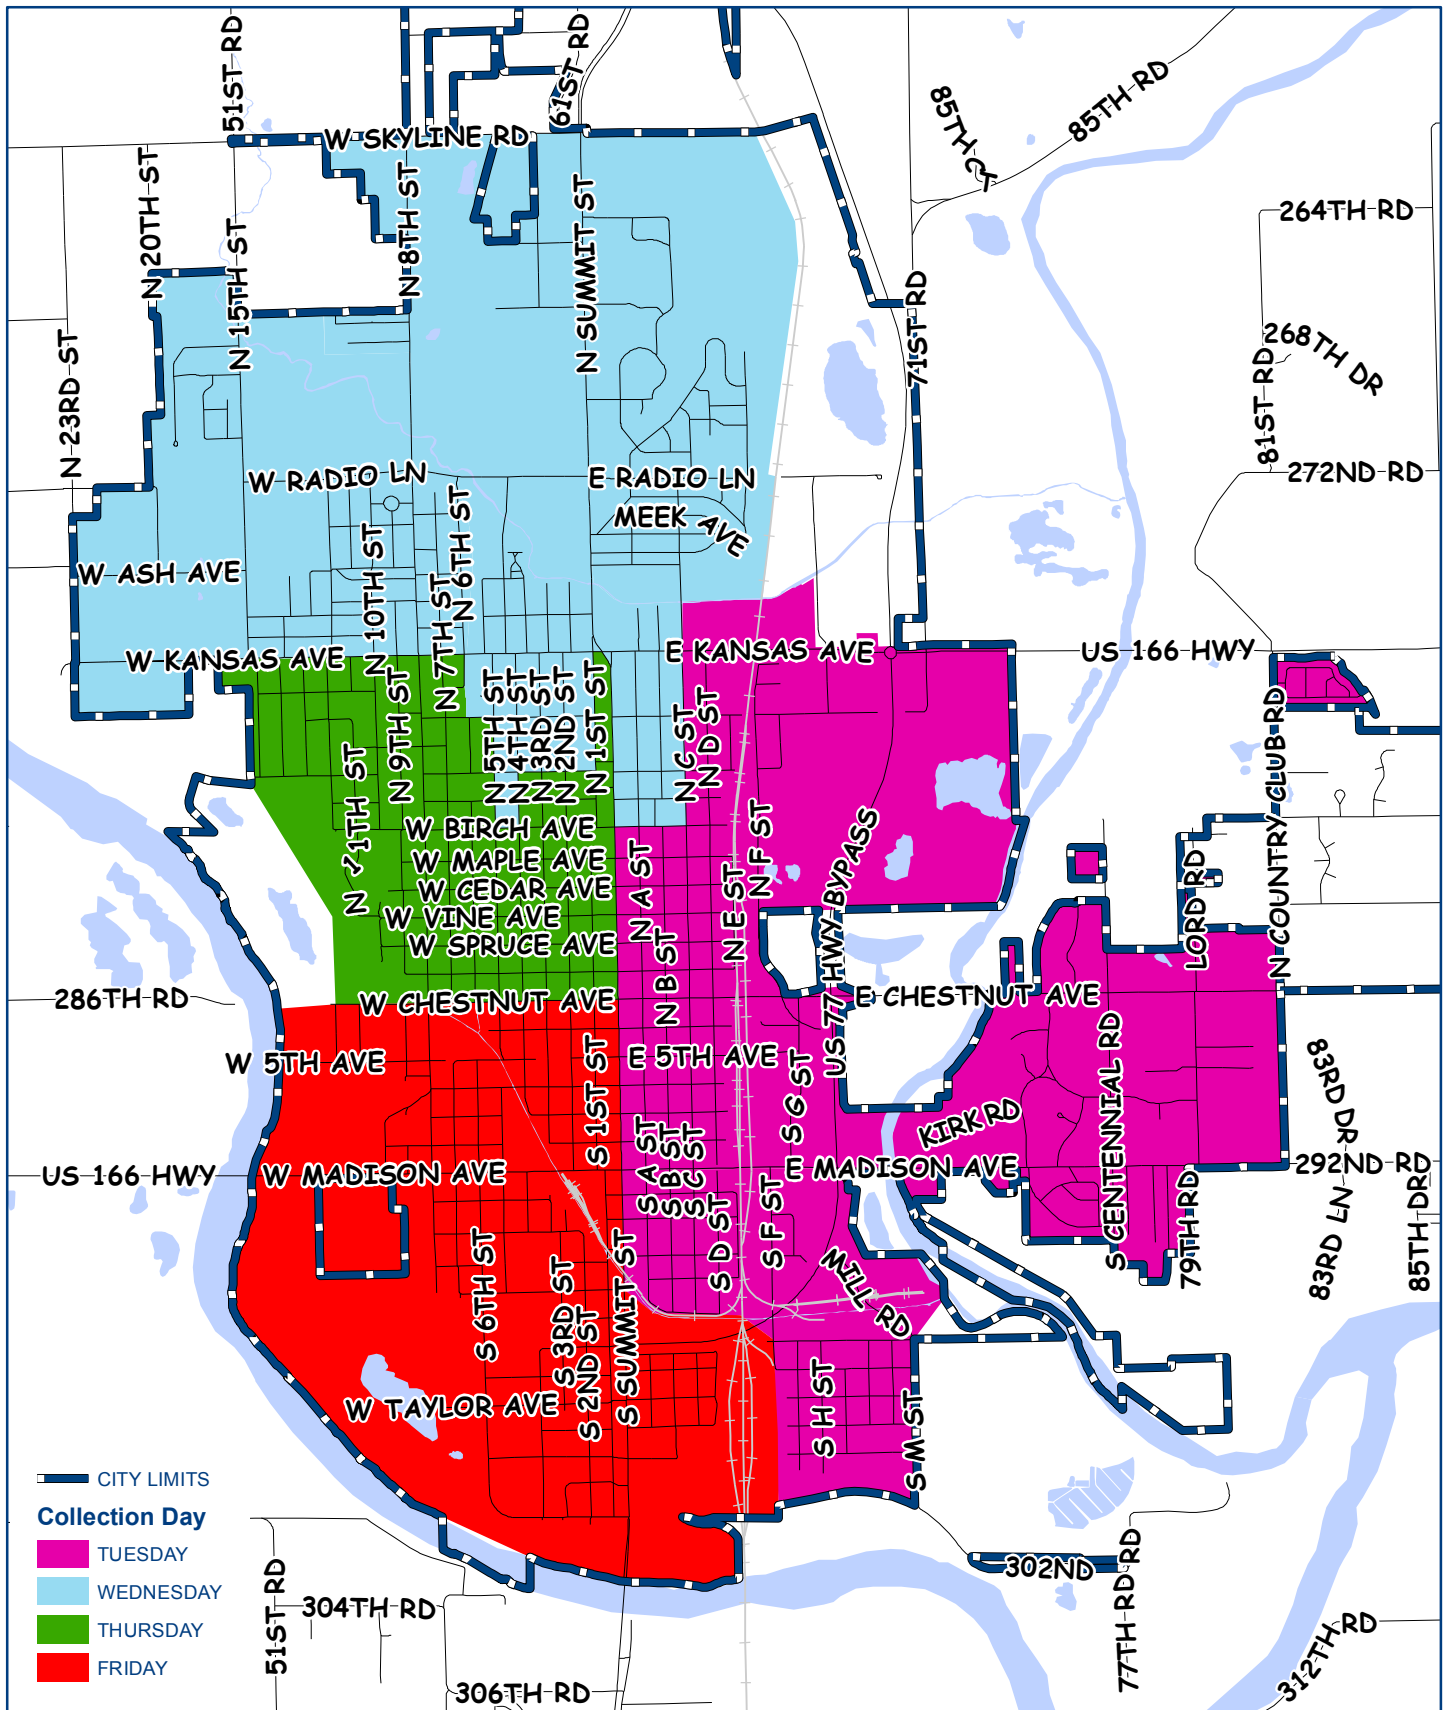 51ST RD
61ST RD
85TH CT
85TH RD
W SKYLINE RD
N 20TH ST
N 8TH ST
N SUMMIT ST
264TH RD
N 15TH ST
71ST RD
N 23RD ST
268TH DR
81ST RD
W RADIO LN
E RADIO LN
272ND RD
MEEK AVE
N 6TH ST
N 10TH ST
W ASH AVE
N 7TH ST
W KANSAS AVE
E KANSAS AVE
US 166 HWY
N 9TH ST
N 5TH ST
N 4TH ST
N 3RD ST
N 2ND ST
N 1ST ST
N C ST
N D ST
N COUNTRY CLUB RD
N 11TH ST
N F ST
US 77 HWY BYPASS
W BIRCH AVE
W MAPLE AVE
N A ST
W CEDAR AVE
N E ST
LORD RD
W VINE AVE
W SPRUCE AVE
N B ST
286TH RD
W CHESTNUT AVE
E CHESTNUT AVE
W 5TH AVE
S 1ST ST
E 5TH AVE
S G ST
S CENTENNIAL RD
83RD DR
KIRK RD
S A ST
S B ST
S C ST
US 166 HWY
W MADISON AVE
E MADISON AVE
292ND RD
79TH RD
83RD LN
85TH DR
S D ST
S F ST
S 6TH ST
S 3RD ST
S SUMMIT ST
MILL RD
S 2ND ST
W TAYLOR AVE
S H ST
S M ST
CITY LIMITS
Collection Day
TUESDAY
WEDNESDAY
THURSDAY
FRIDAY
302ND RD
77TH RD
51ST RD
304TH RD
306TH RD
312TH RD